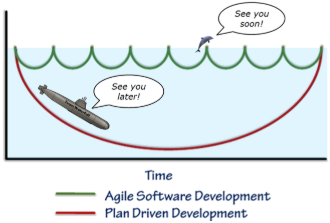 See you
soon!
See you
later!
Time
Agile Software Development
Plan Driven Development